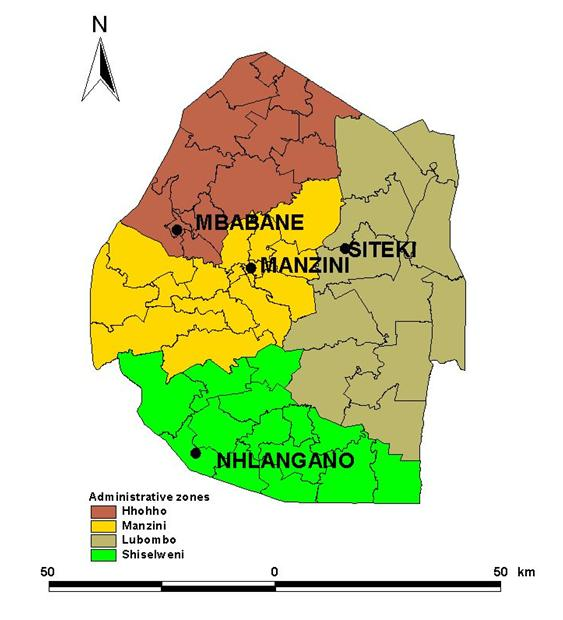 N
MBABANE
SITEKI
MANZINI
NHLANGANO
Administrative zones
Hhohho
Manzini
Lubombo
Shiselweni
50 0 50 km